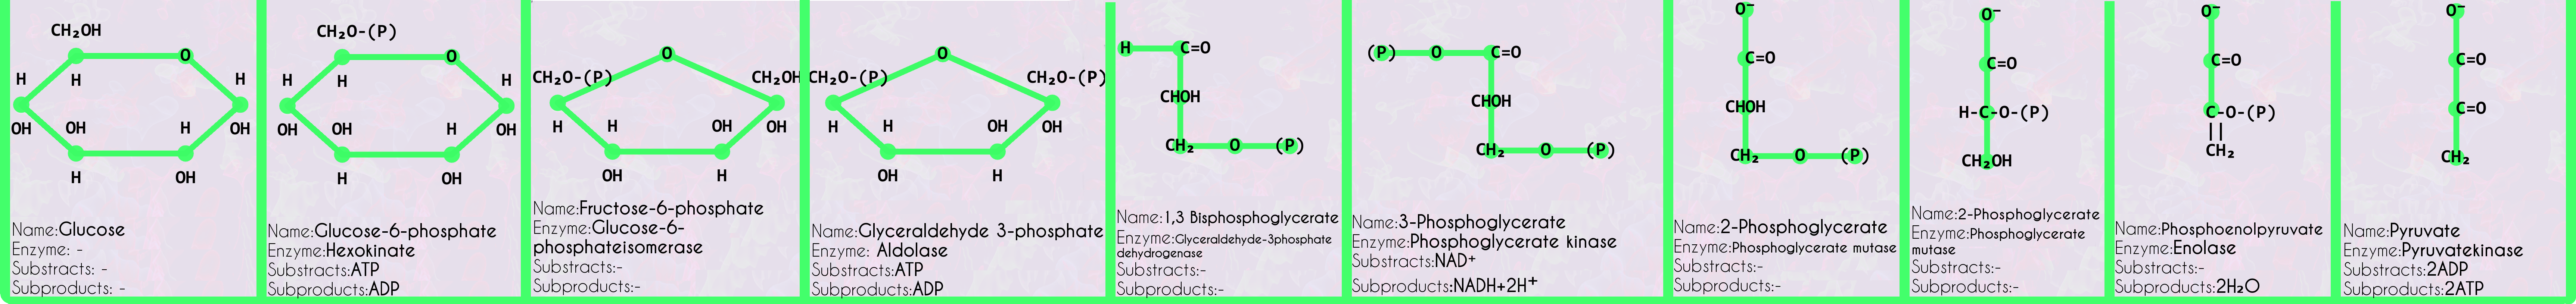 CH₂OH
O
H
H
H
OH
OH
H
OH
H
OH
Name:Glucose
Enzyme: -
Substracts: -
Subproducts: -
CH₂O-(P)
O
H
H
H
OH
OH
H
OH
H
OH
Name:Glucose-6-phosphate
Enzyme:Hexokinate
Substracts:ATP
Subproducts:ADP
O
CH₂O-(P)
CH₂OH
H
H
OH
OH
OH
H
Name:Fructose-6-phosphate
Enzyme:Glucose-6-
phosphateisomerase
Substracts:-
Subproducts:-
O
CH₂O-(P)
CH₂O-(P)
H
H
OH
OH
OH
H
Name:Glyceraldehyde 3-phosphate
Enzyme: Aldolase
Substracts:ATP
Subproducts:ADP
H C=O
CHOH
CH₂ O (P)
Name:1,3 Bisphosphoglycerate
Enzyme:Glyceraldehyde-3phosphate
dehydrogenase
Substracts:-
Subproducts:-
(P) O C=O
CHOH
CH₂ O (P)
Name:3-Phosphoglycerate
Enzyme:Phosphoglycerate kinase
Substracts:NAD⁺
Subproducts:NADH+2H⁺
O⁻
C=O
CHOH
CH₂ O (P)
Name:2-Phosphoglycerate
Enzyme:Phosphoglycerate mutase
Substracts:-
Subproducts:-
O⁻
C=O
H-C-O-(P)
CH₂OH
Name:2-Phosphoglycerate
Enzyme:Phosphoglycerate
mutase
Substracts:-
Subproducts:-
O⁻
C=O
C-O-(P)
||
CH₂
Name:Phosphoenolpyruvate
Enzyme:Enolase
Substracts:-
Subproducts:2H₂O
O⁻
C=O
C=O
CH₂
Name:Pyruvate
Enzyme:Pyruvatekinase
Substracts:2ADP
Subproducts:2ATP